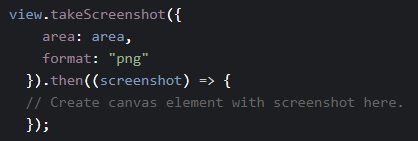 view.takeScreenshot({
    area: area,
    format: "png"
  }).then((screenshot) => {
  // Create canvas element with screenshot here.
  });